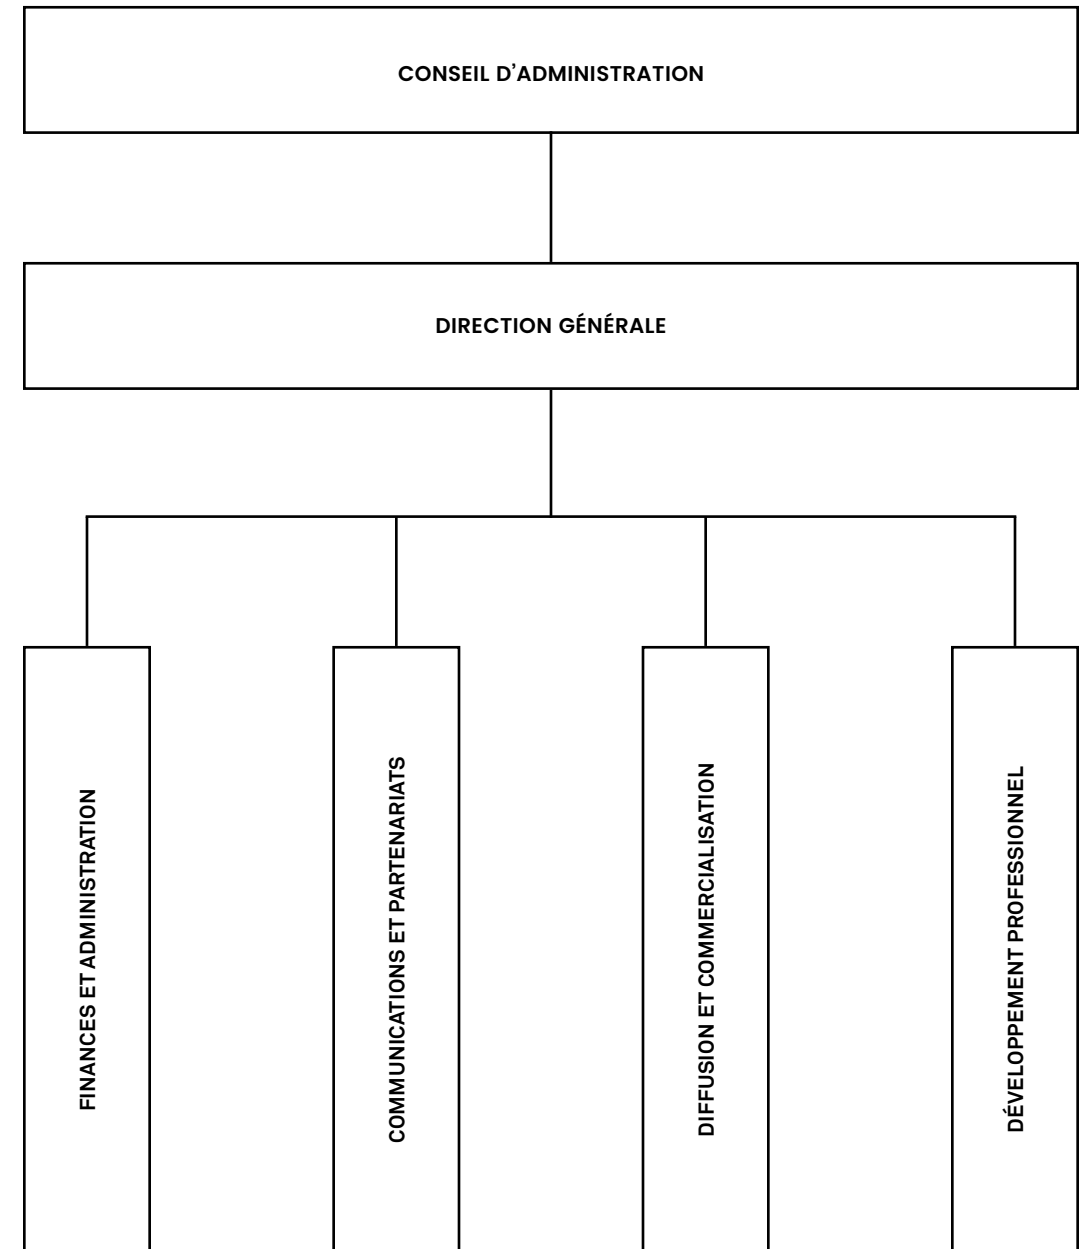 CONSEIL D’ADMINISTRATION
DIRECTION GÉNÉRALE
FINANCES ET ADMINISTRATION
COMMUNICATIONS ET PARTENARIATS
DIFFUSION ET COMMERCIALISATION
DÉVELOPPEMENT PROFESSIONNEL